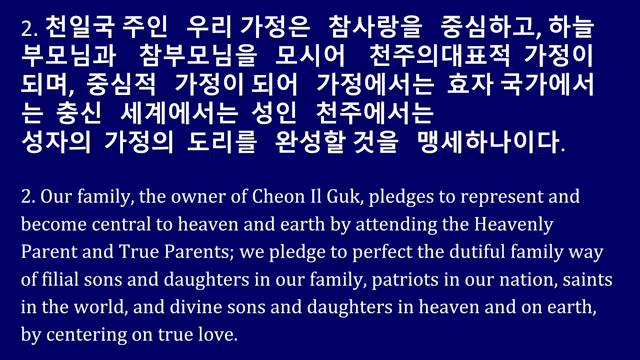 2. 천일국 주인 우리 가정은 참사랑을 중심하고, 하늘
부모님과 참부모님을 모시어 천주의대표적 가정이
되며, 중심적 가정이 되어 가정에서는 효자 국가에서
는 충신 세계에서는 성인 천주에서는
성자의 가정의 도리를 완성할 것을 맹세하나이다.
2. Our family, the owner of Cheon Il Guk, pledges to represent and
become central to heaven and earth by attending the Heavenly
Parent and True Parents; we pledge to perfect the dutiful family way
of filial sons and daughters in our family, patriots in our nation, saints
in the world, and divine sons and daughters in heaven and on earth,
by centering on true love.